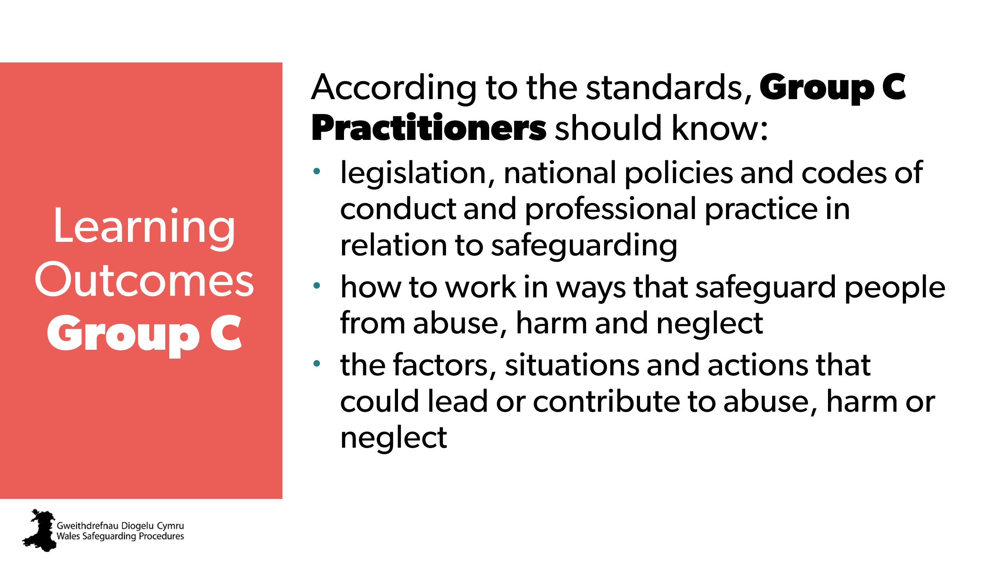 Learning
Outcomes
Group C
According to the standards, Group C
Practitioners should know:
• legislation, national policies and codes of
conduct and professional practice in
relation to safeguarding
• how to work in ways that safeguard people
from abuse, harm and neglect
• the factors, situations and actions that
could lead or contribute to abuse, harm or
neglect
Gweithdrefnau Diogelu Cymru
Wales Safeguarding Procedures